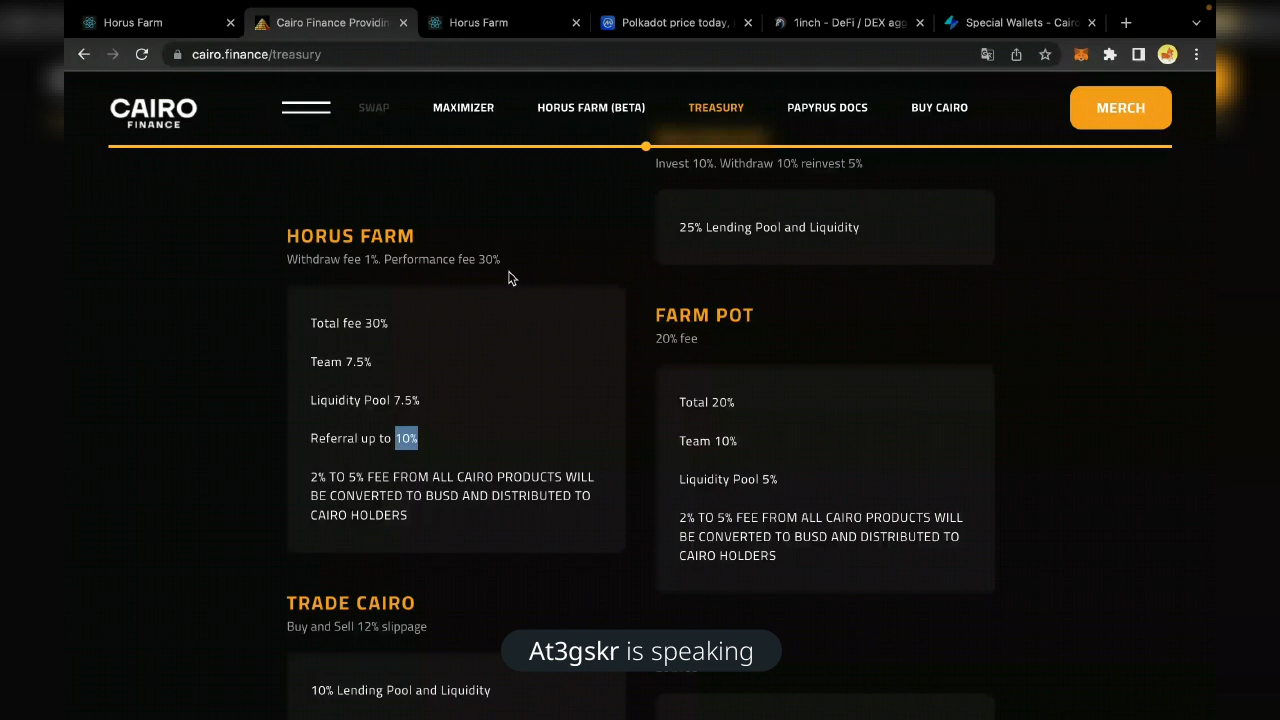 Horus Farm
Cairo Finance Providin
Horus Farm
Polkadot price today,
1inch - DeFi / DEX agg
Special Wallets - Cairo
cairo.finance/treasury
CAIRO
FINANCE
SWAP
MAXIMIZER
HORUS FARM (BETA)
TREASURY
PAPYRUS DOCS
BUY CAIRO
MERCH
Invest 10%. Withdraw 10% reinvest 5%
25% Lending Pool and Liquidity
HORUS FARM
Withdraw fee 1%. Performance fee 30%
Total fee 30%
Team 7.5%
Liquidity Pool 7.5%
Referral up to 10%
2% TO 5% FEE FROM ALL CAIRO PRODUCTS WILL
BE CONVERTED TO BUSD AND DISTRIBUTED TO
CAIRO HOLDERS
FARM POT
20% fee
Total 20%
Team 10%
Liquidity Pool 5%
2% TO 5% FEE FROM ALL CAIRO PRODUCTS WILL
BE CONVERTED TO BUSD AND DISTRIBUTED TO
CAIRO HOLDERS
TRADE CAIRO
Buy and Sell 12% slippage
10% Lending Pool and Liquidity
At3gskr is speaking